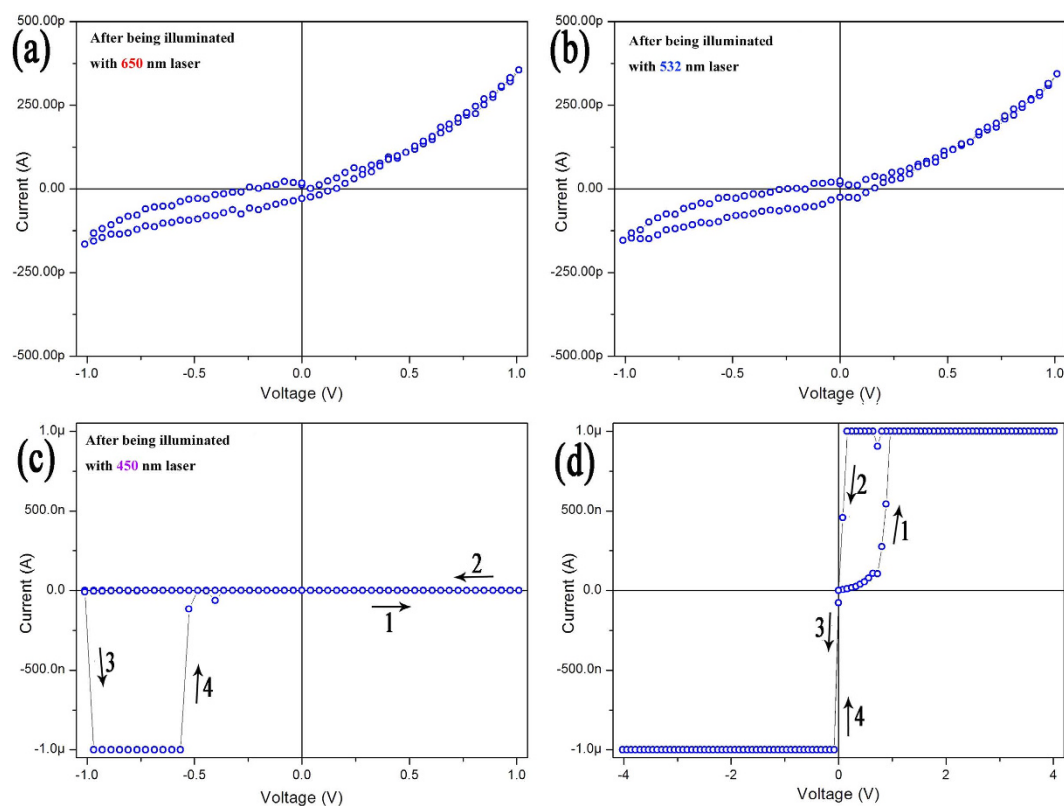 (a)
After being illuminated
with 650 nm laser
500.00p
250.00p
0.00
-250.00p
-500.00p
Current (A)
-1.0
-0.5
0.0
0.5
1.0
Voltage (V)
(b)
After being illuminated
with 532 nm laser
500.00p
250.00p
0.00
-250.00p
-500.00p
Current (A)
-1.0
-0.5
0.0
0.5
1.0
Voltage (V)
(c)
After being illuminated
with 450 nm laser
1.0μ
500.0n
0.0
-500.0n
-1.0μ
Current (A)
2
1
3
4
-1.0
-0.5
0.0
0.5
1.0
Voltage (V)
(d)
1.0μ
500.0n
0.0
-500.0n
-1.0μ
Current (A)
2
1
3
4
-4
-2
0
2
4
Voltage (V)